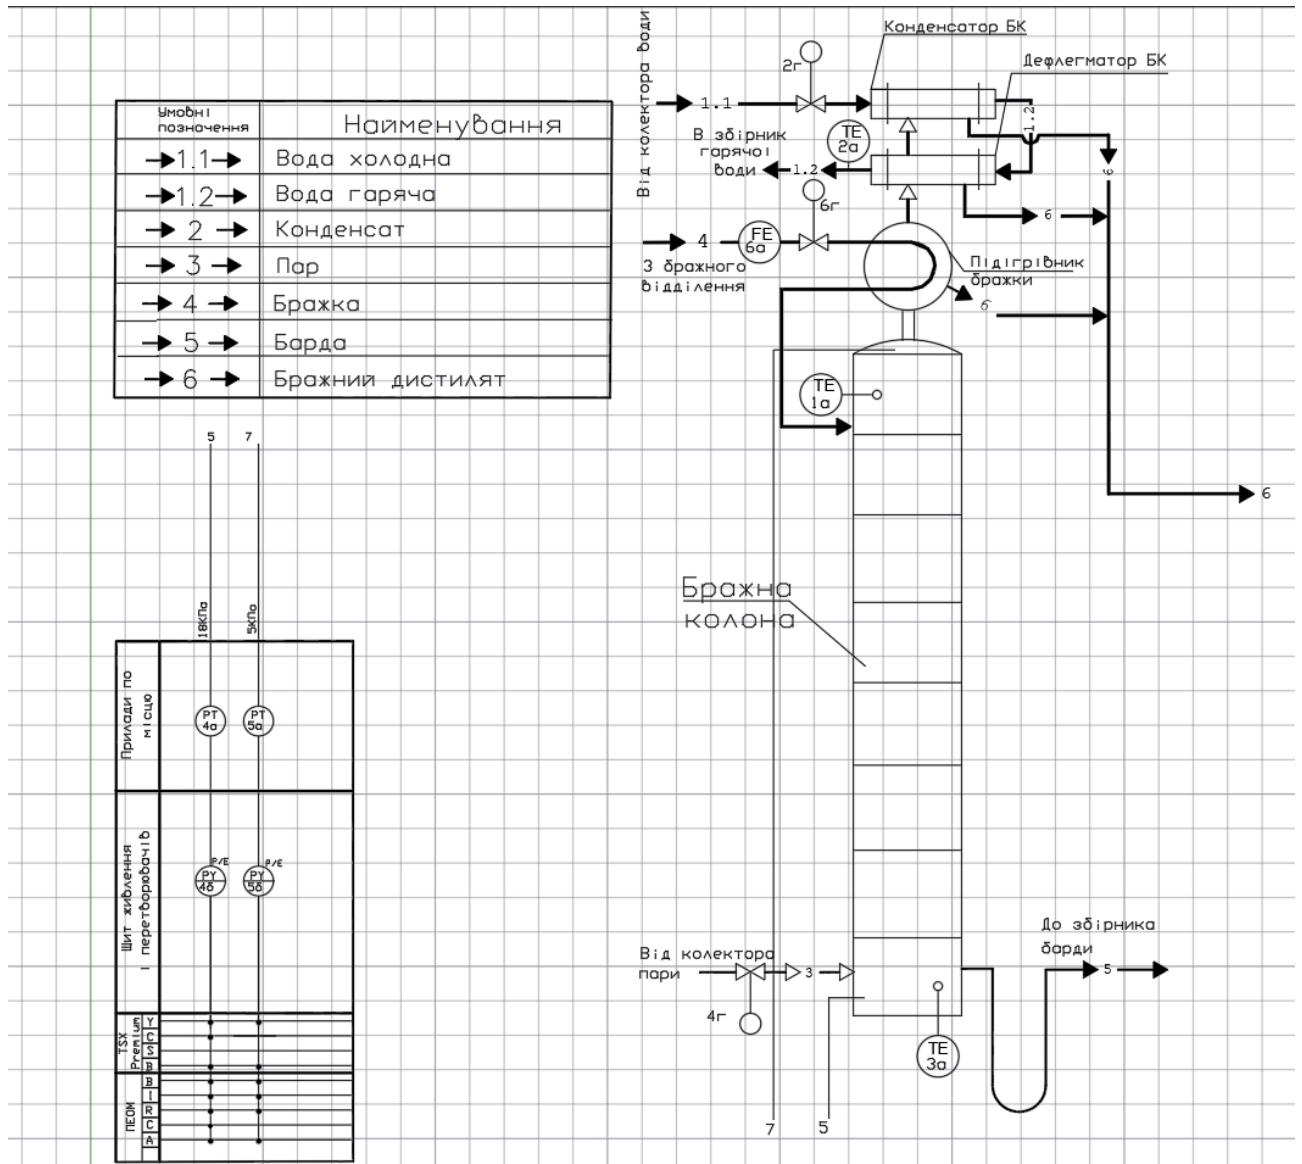 Умовні
позначення
Найменування
1.1
Вода холодна
1.2
Вода гаряча
2
Конденсат
3
Пар
4
Бражка
5
Барда
6
Бражний дистилят
Від колектора води
1.1
2г
Конденсатор БК
Дефлегматор БК
1.2
В збірник
гарячої
води
TE
2а
1.2
6
6г
6
4
FE
6а
З бражного
відділення
Підігрівник
бражки
6
TE
1а
6
Бражна
колона
Від колектора
пари
3
4г
До збірника
барди
5
TE
3а
7
5
5
7
18КПа
5КПа
Прилади по
місцю
PT
4а
PT
5а
Щит живлення
і перетворювачів
P/E
PY
4б
P/E
PY
5б
TSX
Premium
Y
C
S
B
ПЕОМ
B
I
R
C
A